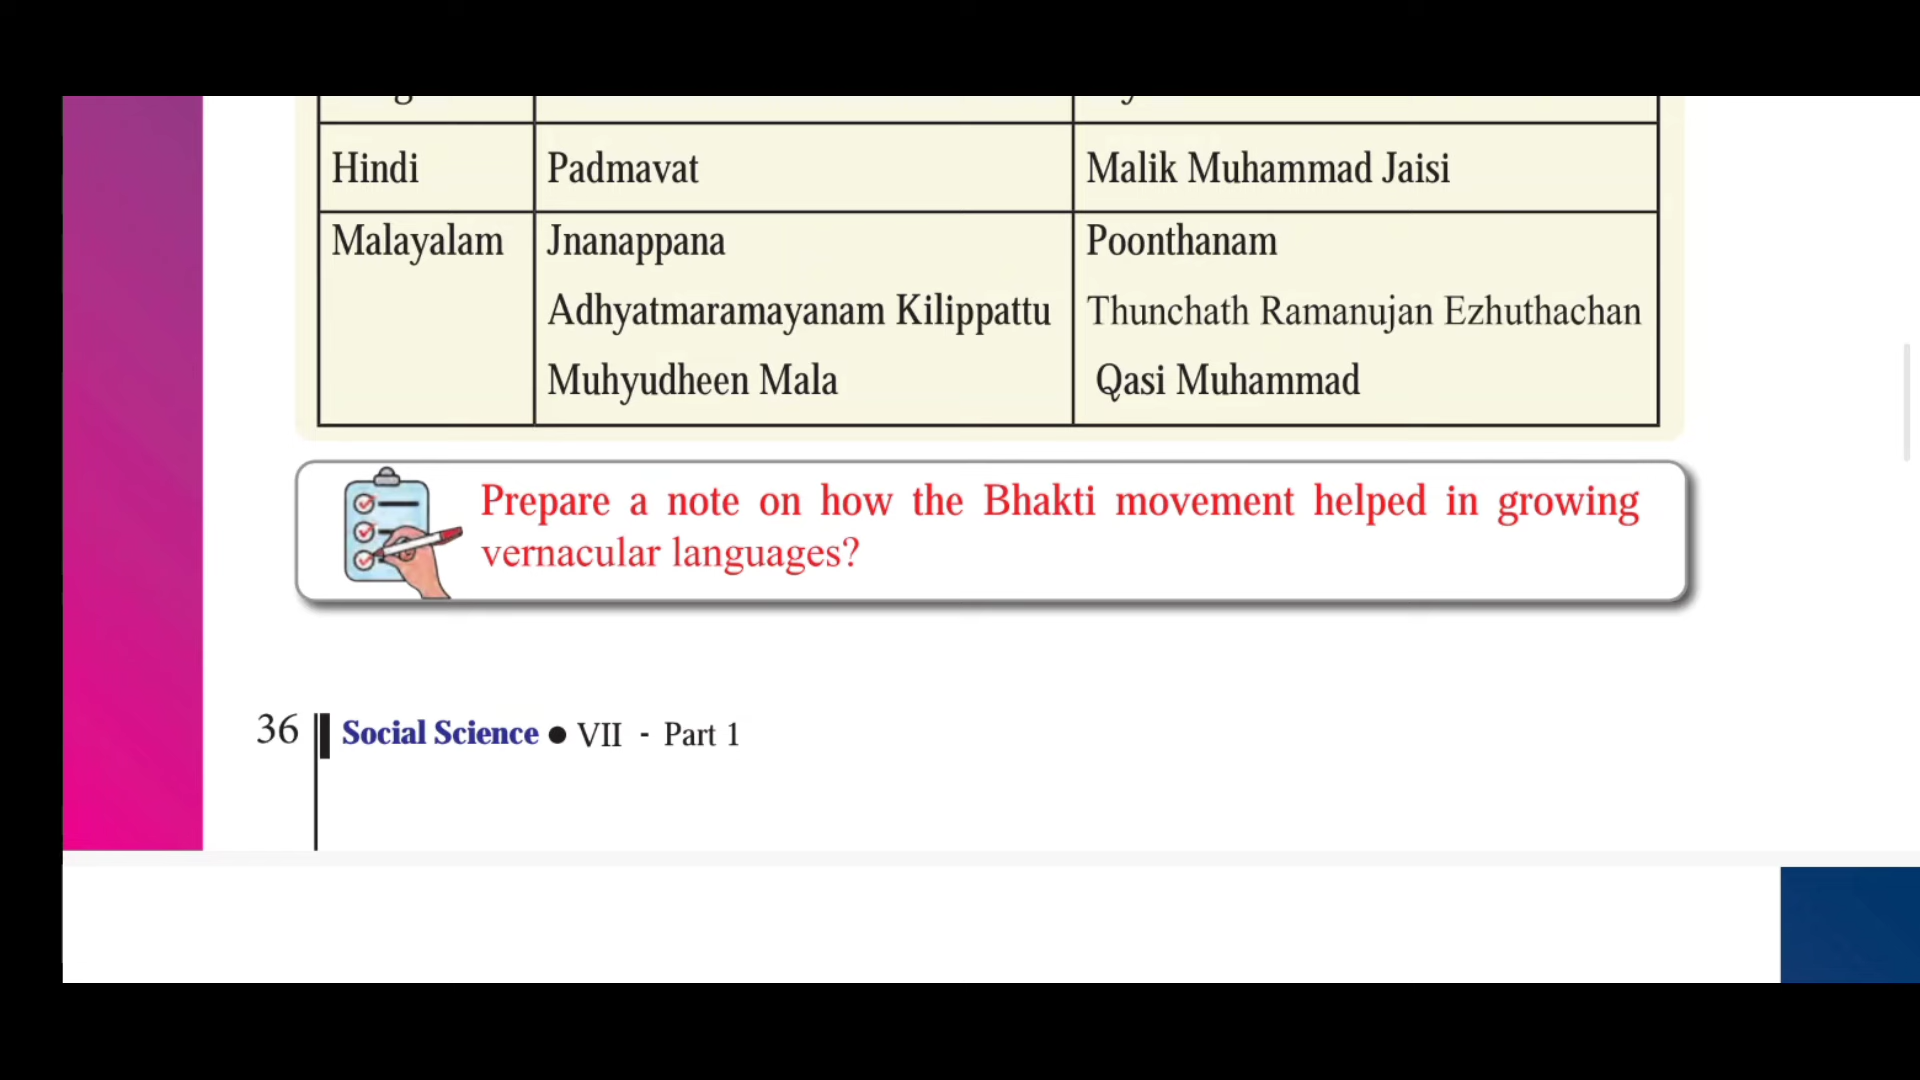 Hindi Padmavat Malik Muhammad Jaisi
Malayalam Jnanappana Poonthanam
Adhyatmaramayanam Kilippattu Thunchath Ramanujan Ezhuthachan
Muhyudheen Mala Qasi Muhammad
Prepare a note on how the Bhakti movement helped in growing
vernacular languages?
36 Social Science ● VII - Part 1